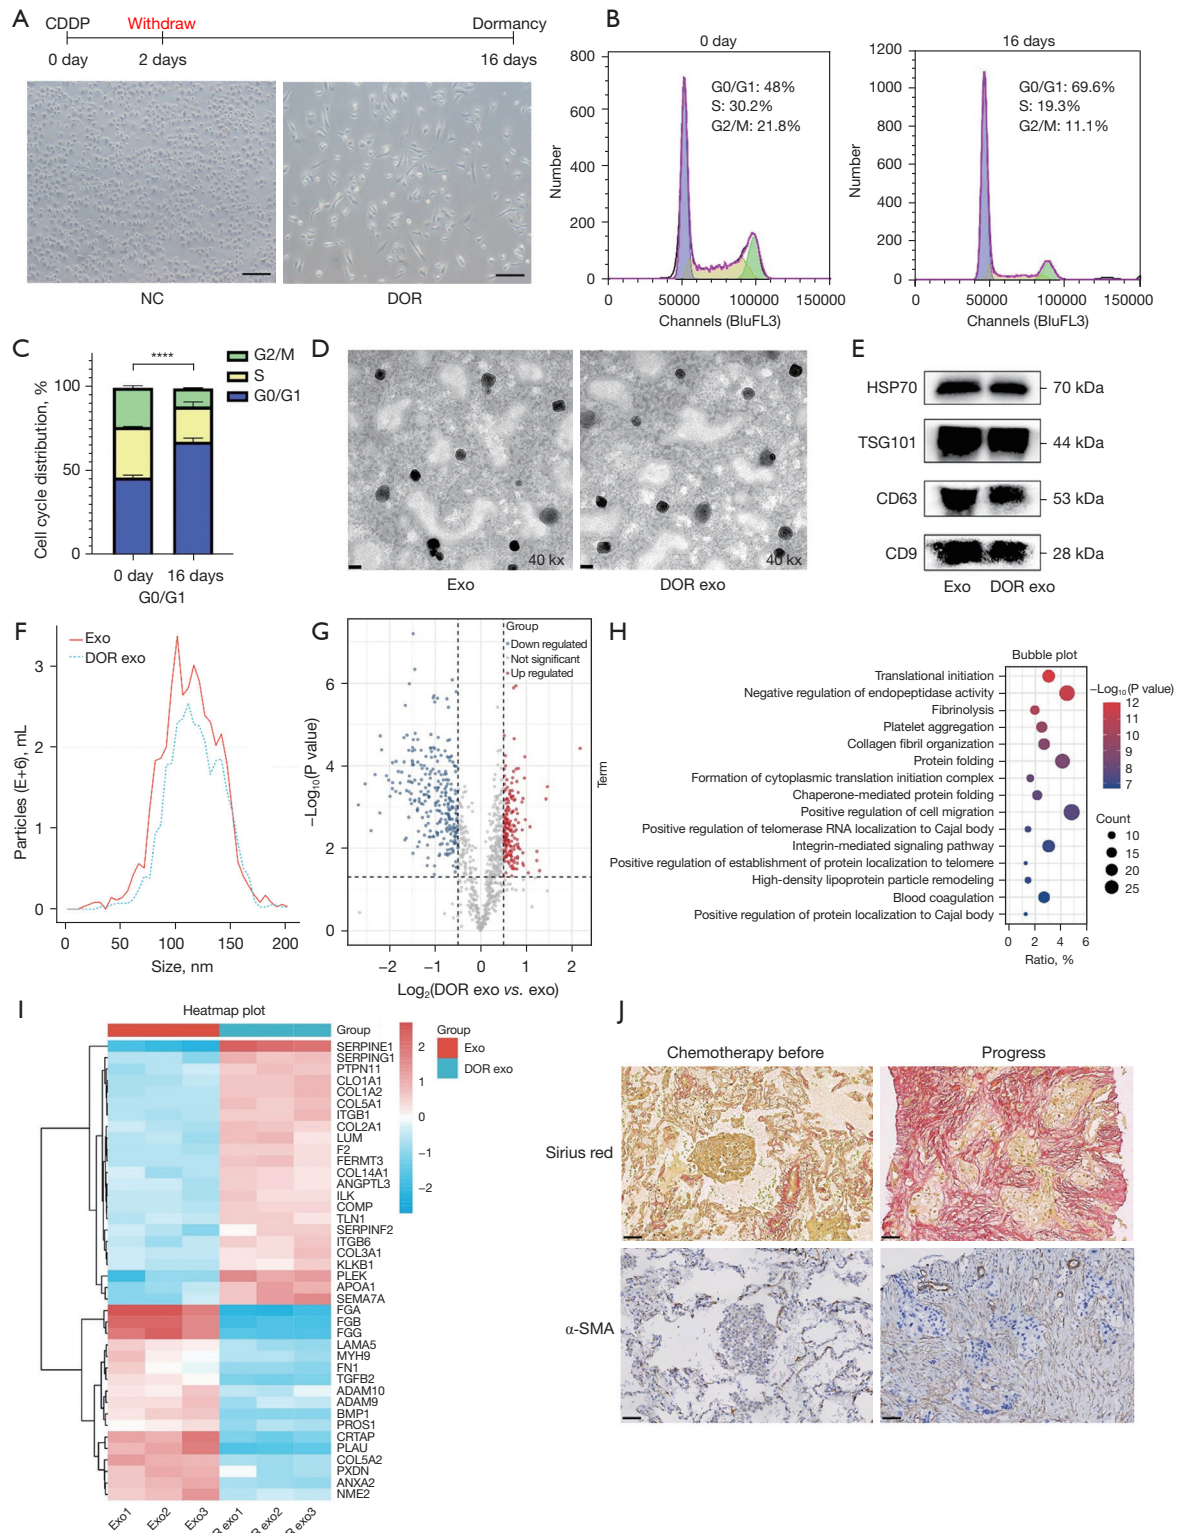 A
CDDP Withdraw Dormancy
0 day 2 days 16 days
NC DOR
B
0 day
16 days
Number
800
600
400
200
0
G0/G1: 48%
S: 30.2%
G2/M: 21.8%
0 50000 100000 150000
Channels (BluFL3)
Number
1200
1000
800
600
400
200
0
G0/G1: 69.6%
S: 19.3%
G2/M: 11.1%
0 50000 100000 150000
Channels (BluFL3)
C
Cell cycle distribution, %
100
50
0
****
G2/M
S
G0/G1
0 day 16 days
G0/G1
D
40 kx
40 kx
Exo DOR exo
E
HSP70 70 kDa
TSG101 44 kDa
CD63 53 kDa
CD9 28 kDa
Exo DOR exo
F
Exo
DOR exo
Particles (E+6), mL
3
2
1
0
0 50 100 150 200
Size, nm
G
Group
Down regulated
Not significant
Up regulated
−Log10(P value)
6
4
2
0
−2 −1 0 1 2
Log2(DOR exo vs. exo)
H
Bubble plot
Term
Translational initiation
Negative regulation of endopeptidase activity
Fibrinolysis
Platelet aggregation
Collagen fibril organization
Protein folding
Formation of cytoplasmic translation initiation complex
Chaperone-mediated protein folding
Positive regulation of cell migration
Positive regulation of telomerase RNA localization to Cajal body
Integrin-mediated signaling pathway
Positive regulation of establishment of protein localization to telomere
High-density lipoprotein particle remodeling
Blood coagulation
Positive regulation of protein localization to Cajal body
0 2 4 6
Ratio, %
−Log10(P value)
12
11
10
9
8
7
Count
10
15
20
25
I
Heatmap plot
Group
SERPINE1
SERPING1
PTPN11
CLO1A1
COL1A2
COL5A1
ITGB1
COL2A1
LUM
F2
FERMT3
COL14A1
ANGPTL3
ILK
COMP
TLN1
SERPINF2
ITGB6
COL3A1
KLKB1
PLEK
APOA1
SEMA7A
FGA
FGB
FGG
LAMA5
MYH9
FN1
TGFB2
ADAM10
ADAM9
BMP1
PROS1
CRTAP
PLAU
COL5A2
PXDN
ANXA2
NME2
Exo1 Exo2 Exo3 OR exo1 OR exo2 OR exo3
2
1
0
−1
−2
Group
Exo
DOR exo
J
Chemotherapy before Progress
Sirius red
α-SMA